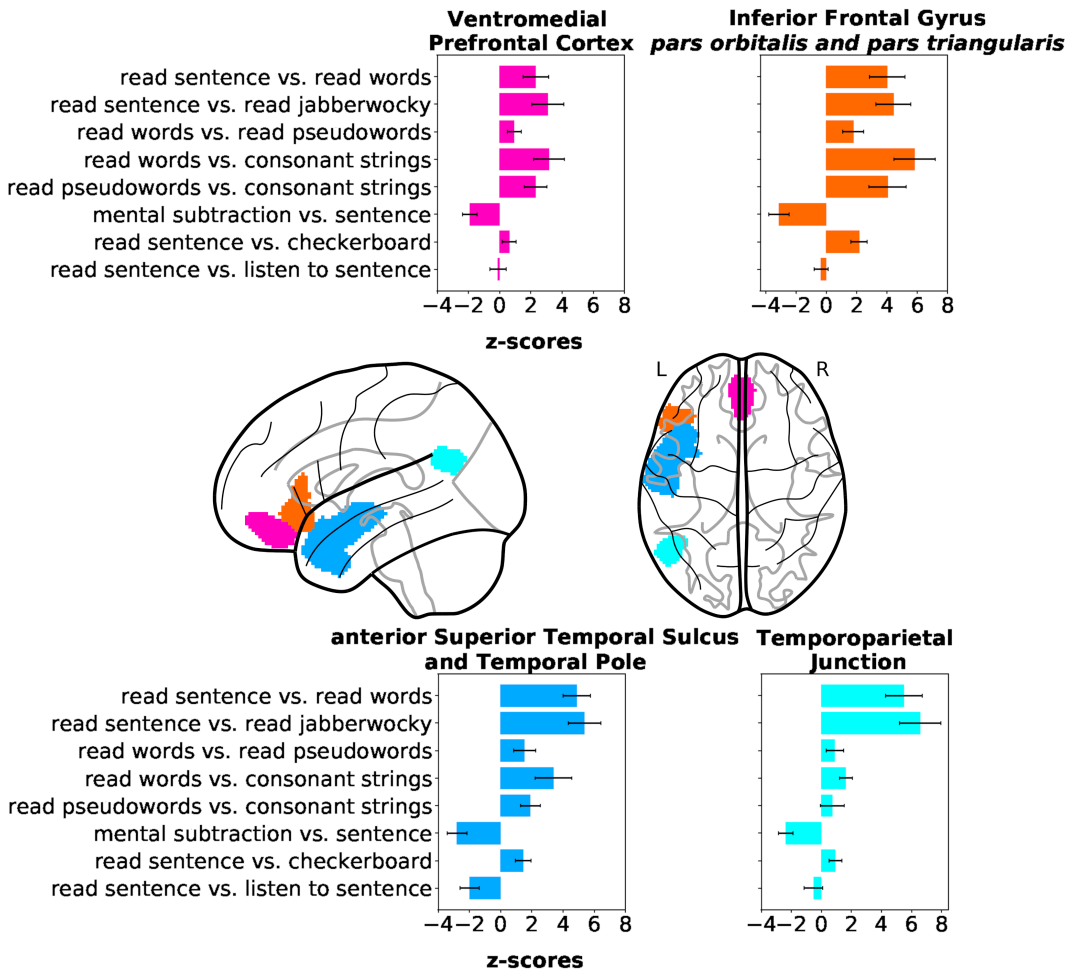 Ventromedial
Prefrontal Cortex
Inferior Frontal Gyrus
pars orbitalis and pars triangularis
read sentence vs. read words
read sentence vs. read jabberwocky
read words vs. read pseudowords
read words vs. consonant strings
read pseudowords vs. consonant strings
mental subtraction vs. sentence
read sentence vs. checkerboard
read sentence vs. listen to sentence
−4 −2 0 2 4 6 8
−4 −2 0 2 4 6 8
z-scores
L R
anterior Superior Temporal Sulcus
and Temporal Pole
Temporoparietal
Junction
read sentence vs. read words
read sentence vs. read jabberwocky
read words vs. read pseudowords
read words vs. consonant strings
read pseudowords vs. consonant strings
mental subtraction vs. sentence
read sentence vs. checkerboard
read sentence vs. listen to sentence
−4 −2 0 2 4 6 8
−4 −2 0 2 4 6 8
z-scores